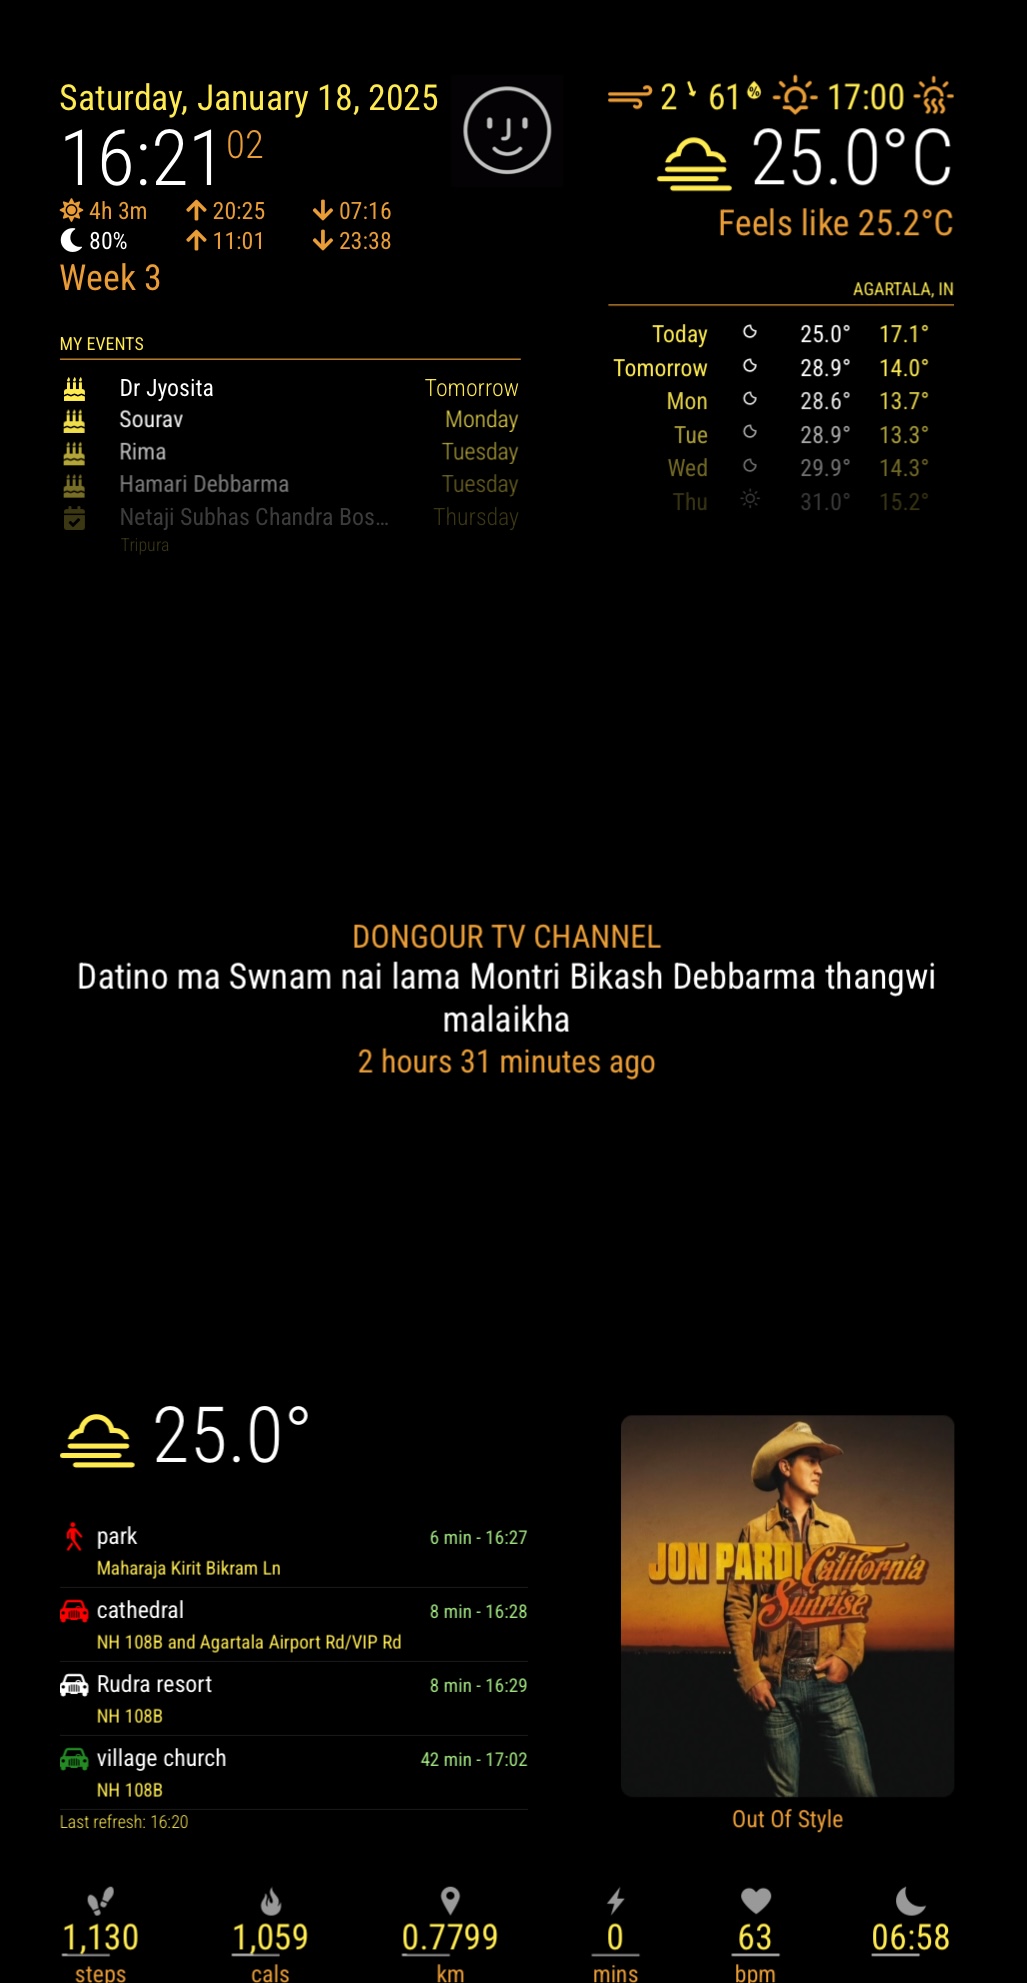 Saturday, January 18, 2025
16:21 02
4h 3m 20:25 07:16
80% 11:01 23:38
Week 3
2 61 % 17:00
25.0°C
Feels like 25.2°C
MY EVENTS
Dr Jyosita Tomorrow
Sourav Monday
Rima Tuesday
Hamari Debbarma Tuesday
Netaji Subhas Chandra Bos... Thursday
Tripura
AGARTALA, IN
Today 25.0° 17.1°
Tomorrow 28.9° 14.0°
Mon 28.6° 13.7°
Tue 28.9° 13.3°
Wed 29.9° 14.3°
Thu 31.0° 15.2°
DONGOUR TV CHANNEL
Datino ma Swnam nai lama Montri Bikash Debbarma thangwi
malaikha
2 hours 31 minutes ago
25.0°
park 6 min - 16:27
Maharaja Kirit Bikram Ln
cathedral 8 min - 16:28
NH 108B and Agartala Airport Rd/VIP Rd
Rudra resort 8 min - 16:29
NH 108B
village church 42 min - 17:02
NH 108B
Last refresh: 16:20
JON PARDI California
Sunrise
Out Of Style
1,130 1,059 0.7799 0 63 06:58
steps cals km mins bpm